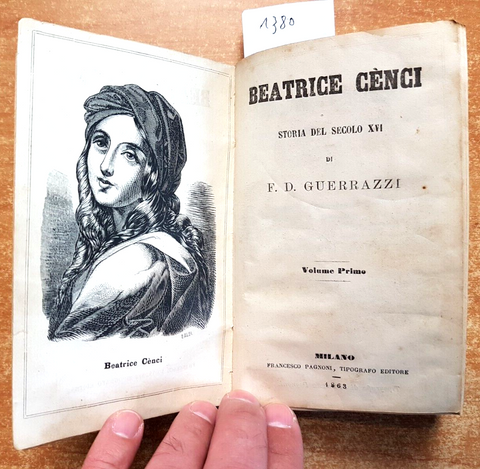 1380
Beatrice Cènci
BEATRICE CÈNCI
STORIA DEL SECOLO XVI
DI
F. D. GUERRAZZI
Volume Primo
MILANO
FRANCESCO PAGNONI, TIPOGRAFO EDITORE
1863